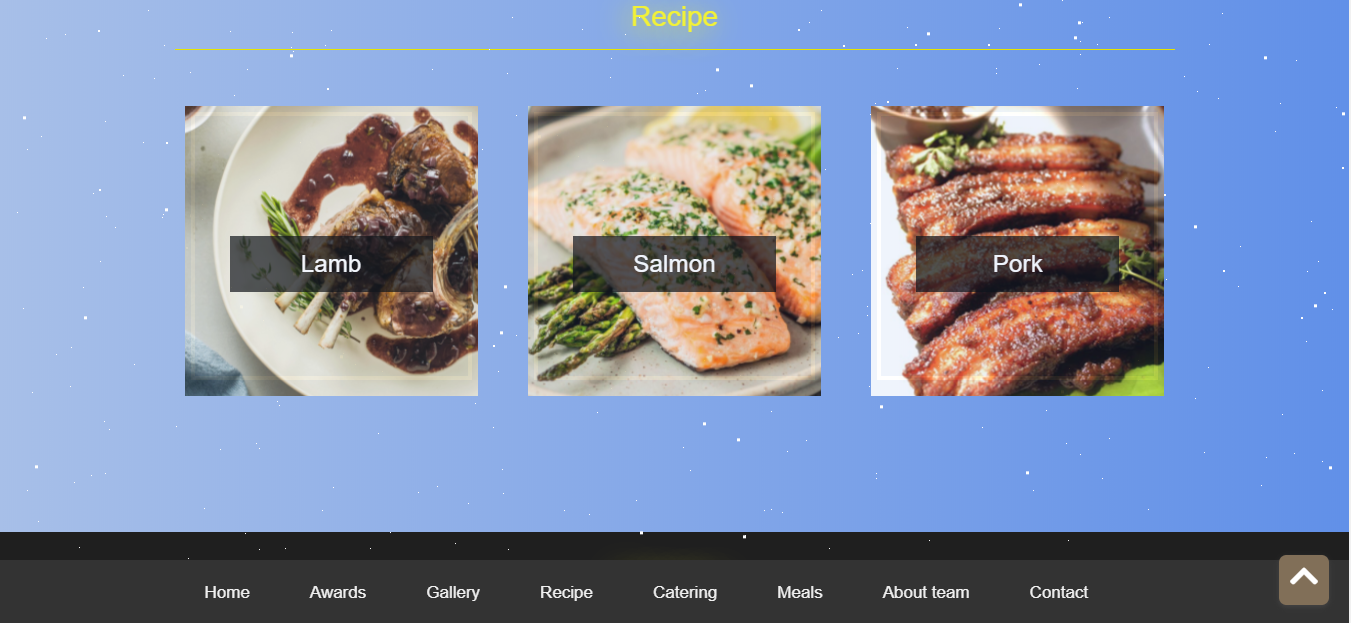 Recipe
Lamb
Salmon
Pork
Home Awards Gallery Recipe Catering Meals About team Contact